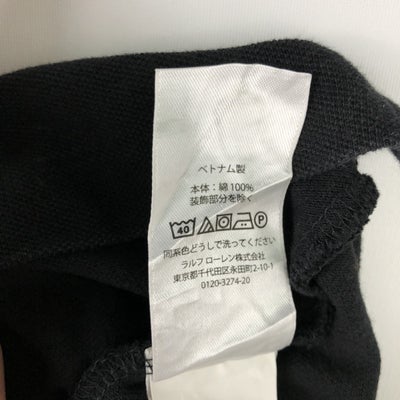 ベトナム製
本体：綿 100%
装飾部分を除く
40 P
同系色どうしで洗ってください
ラルフ ローレン株式会社
東京都千代田区永田町2-10-1
0120-3274-20